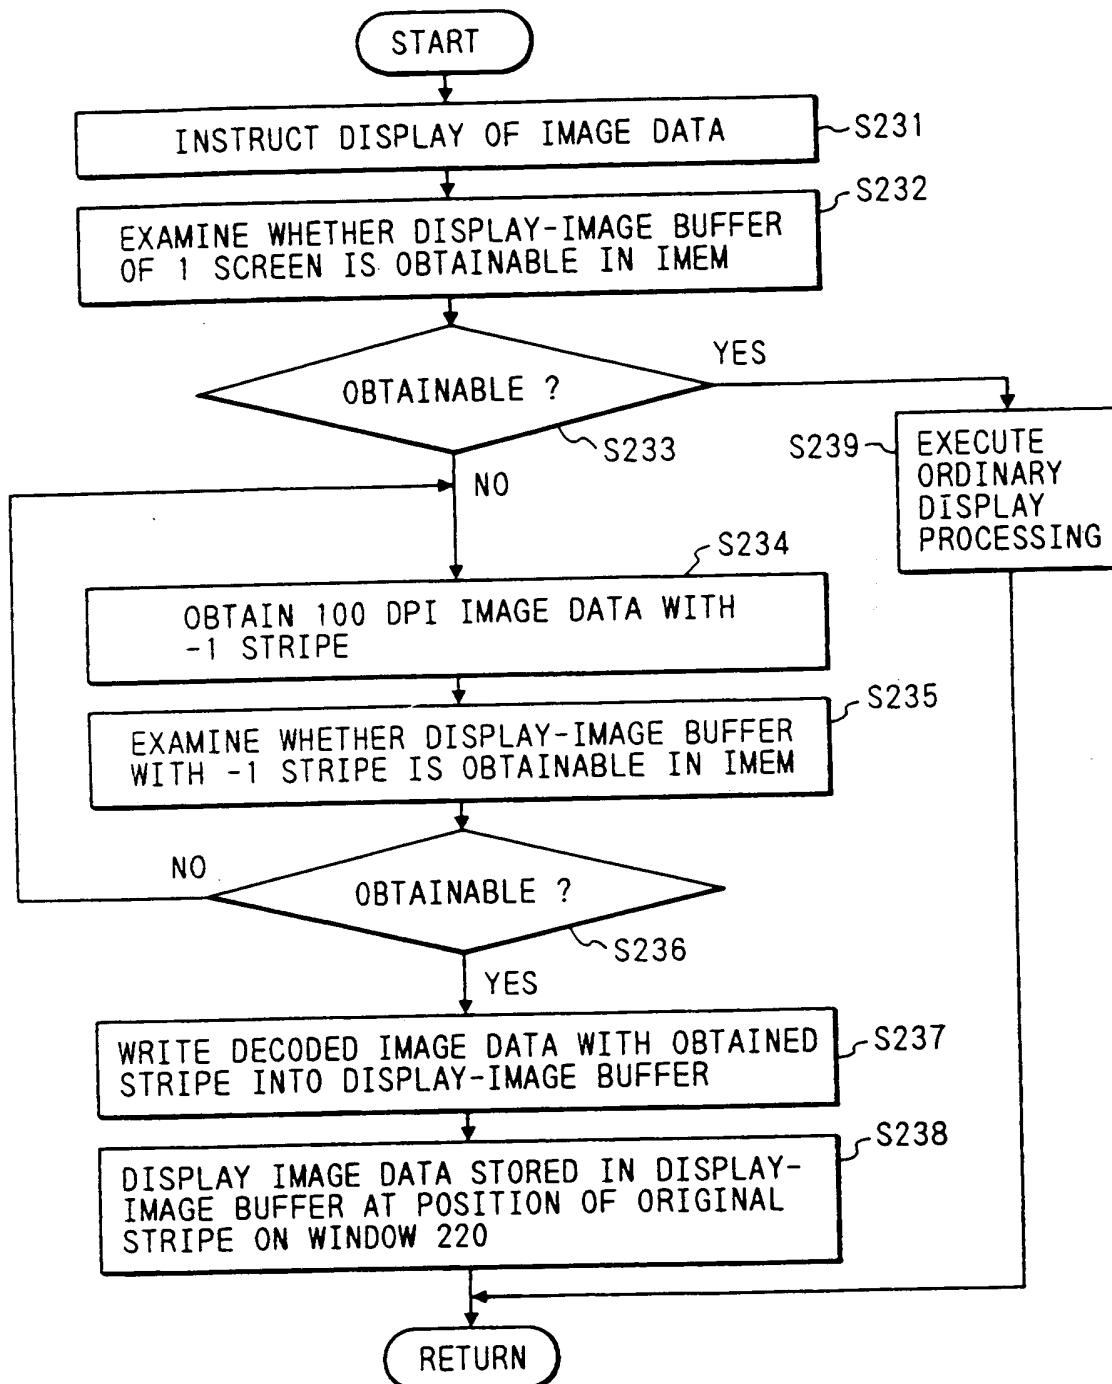 START
INSTRUCT DISPLAY OF IMAGE DATA
S231
S232
EXAMINE WHETHER DISPLAY-IMAGE BUFFER
OF 1 SCREEN IS OBTAINABLE IN IMEM
OBTAINABLE ?
YES
S233
NO
S239
EXECUTE
ORDINARY
DISPLAY
PROCESSING
S234
OBTAIN 100 DPI IMAGE DATA WITH
-1 STRIPE
S235
EXAMINE WHETHER DISPLAY-IMAGE BUFFER
WITH -1 STRIPE IS OBTAINABLE IN IMEM
NO
OBTAINABLE ?
S236
YES
WRITE DECODED IMAGE DATA WITH OBTAINED
STRIPE INTO DISPLAY-IMAGE BUFFER
S237
S238
DISPLAY IMAGE DATA STORED IN DISPLAY-
IMAGE BUFFER AT POSITION OF ORIGINAL
STRIPE ON WINDOW 220
RETURN